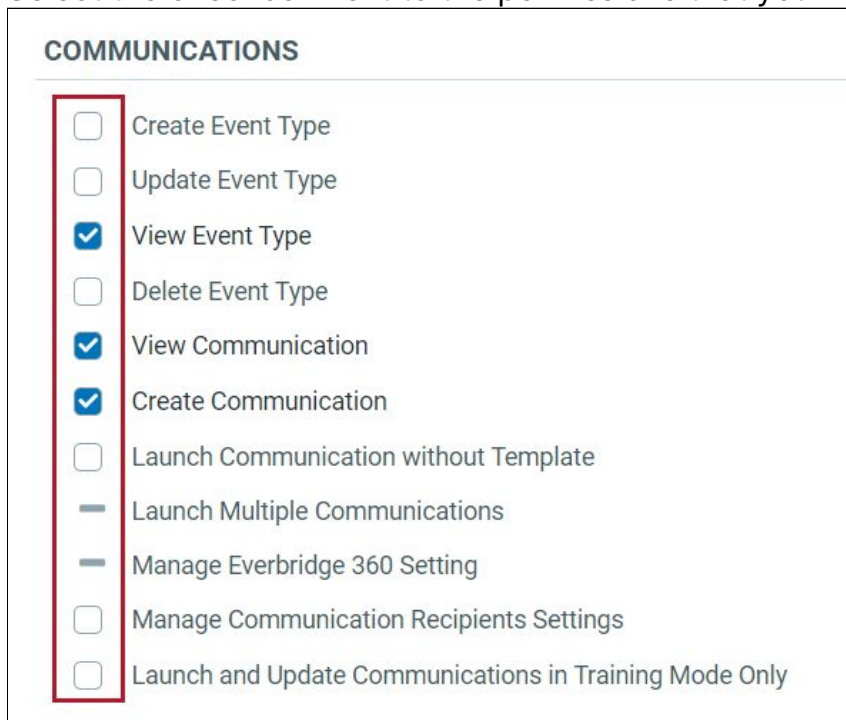 COMMUNICATIONS
Create Event Type
Update Event Type
View Event Type
Delete Event Type
View Communication
Create Communication
Launch Communication without Template
Launch Multiple Communications
Manage Everbridge 360 Setting
Manage Communication Recipients Settings
Launch and Update Communications in Training Mode Only